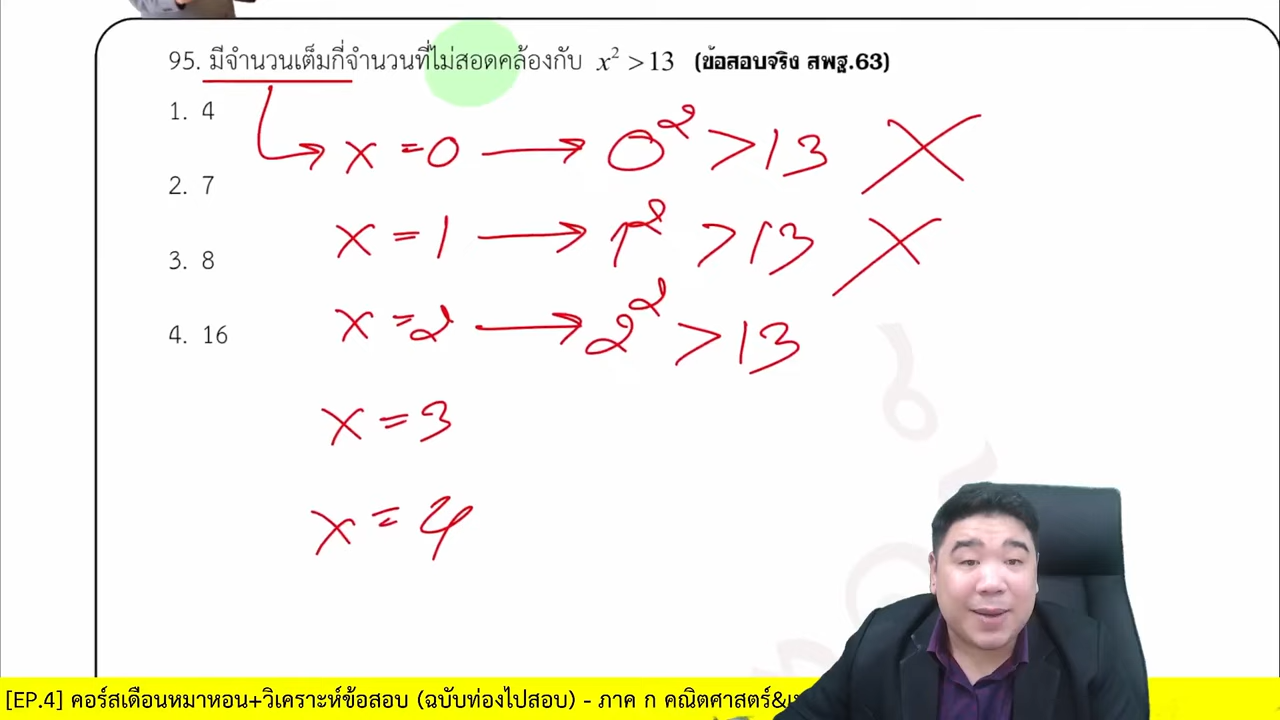 95. มีจำนวนเต็มกี่จำนวนที่ไม่สอดคล้องกับ x² > 13 (ข้อสอบจริง สพฐ.63)
1. 4
x = 0 → 0² > 13 X
2. 7
x = 1 → 1² > 13 X
3. 8
x = 2 → 2² > 13
4. 16
x = 3
x = 4
[EP.4] คอร์สเดือนหมาหอน+วิเคราะห์ข้อสอบ (ฉบับท่องไปสอบ) - ภาค ก คณิตศาสตร์&